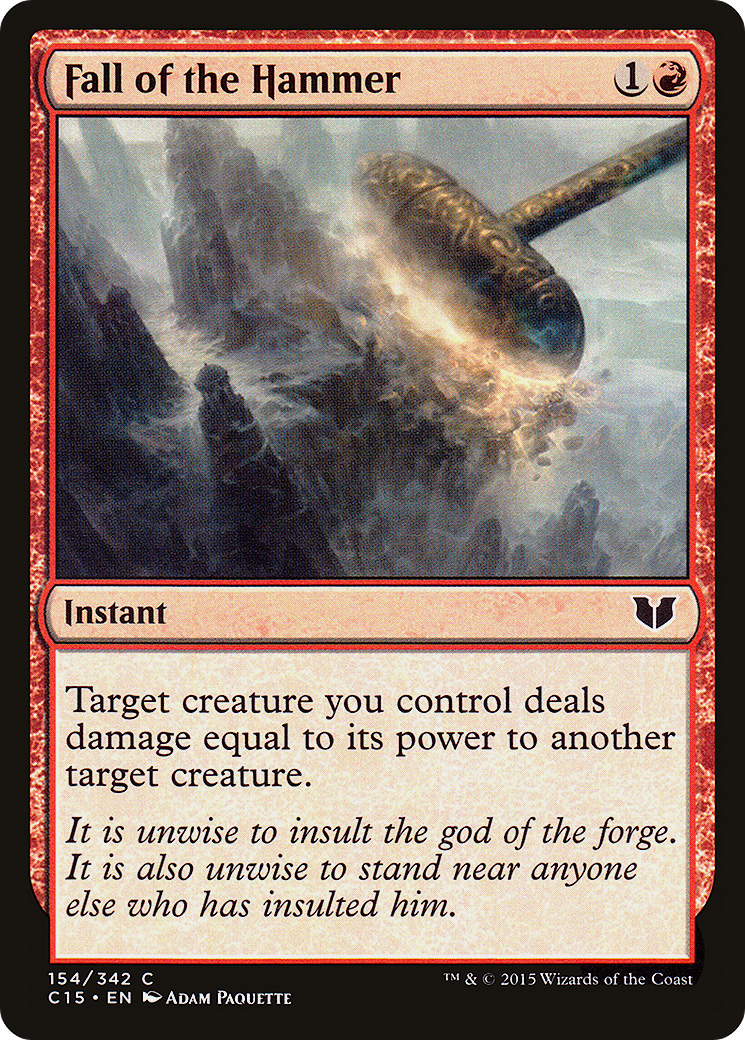 Fall of the Hammer 1
Instant
Target creature you control deals
damage equal to its power to another
target creature.
It is unwise to insult the god of the forge.
It is also unwise to stand near anyone
else who has insulted him.
154/342 C
C15 • EN Adam Paquette
™ & © 2015 Wizards of the Coast